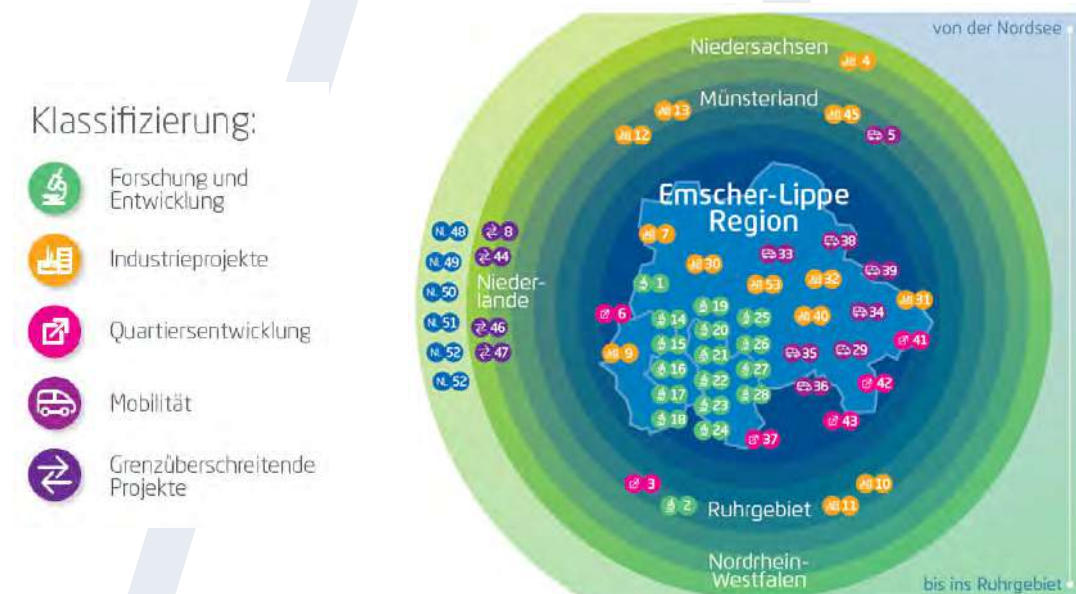 Klassifizierung:
Forschung und
Entwicklung
Industrieprojekte
Quartiersentwicklung
Mobilität
Grenzüberschreitende
Projekte
von der Nordsee
Niedersachsen
4
Münsterland
13
12
45
5
Emscher-Lippe
Region
7
38
33
30
39
53
32
31
1
19
14
25
40
34
6
20
15
26
41
9
21
35
29
16
27
22
42
36
17
28
23
18
43
24
37
NL 48
8
44
NL 49
Nieder-
lande
NL 50
NL 51
46
NL 52
47
NL 52
3
10
2
Ruhrgebiet
11
Nordrhein-
Westfalen
bis ins Ruhrgebiet